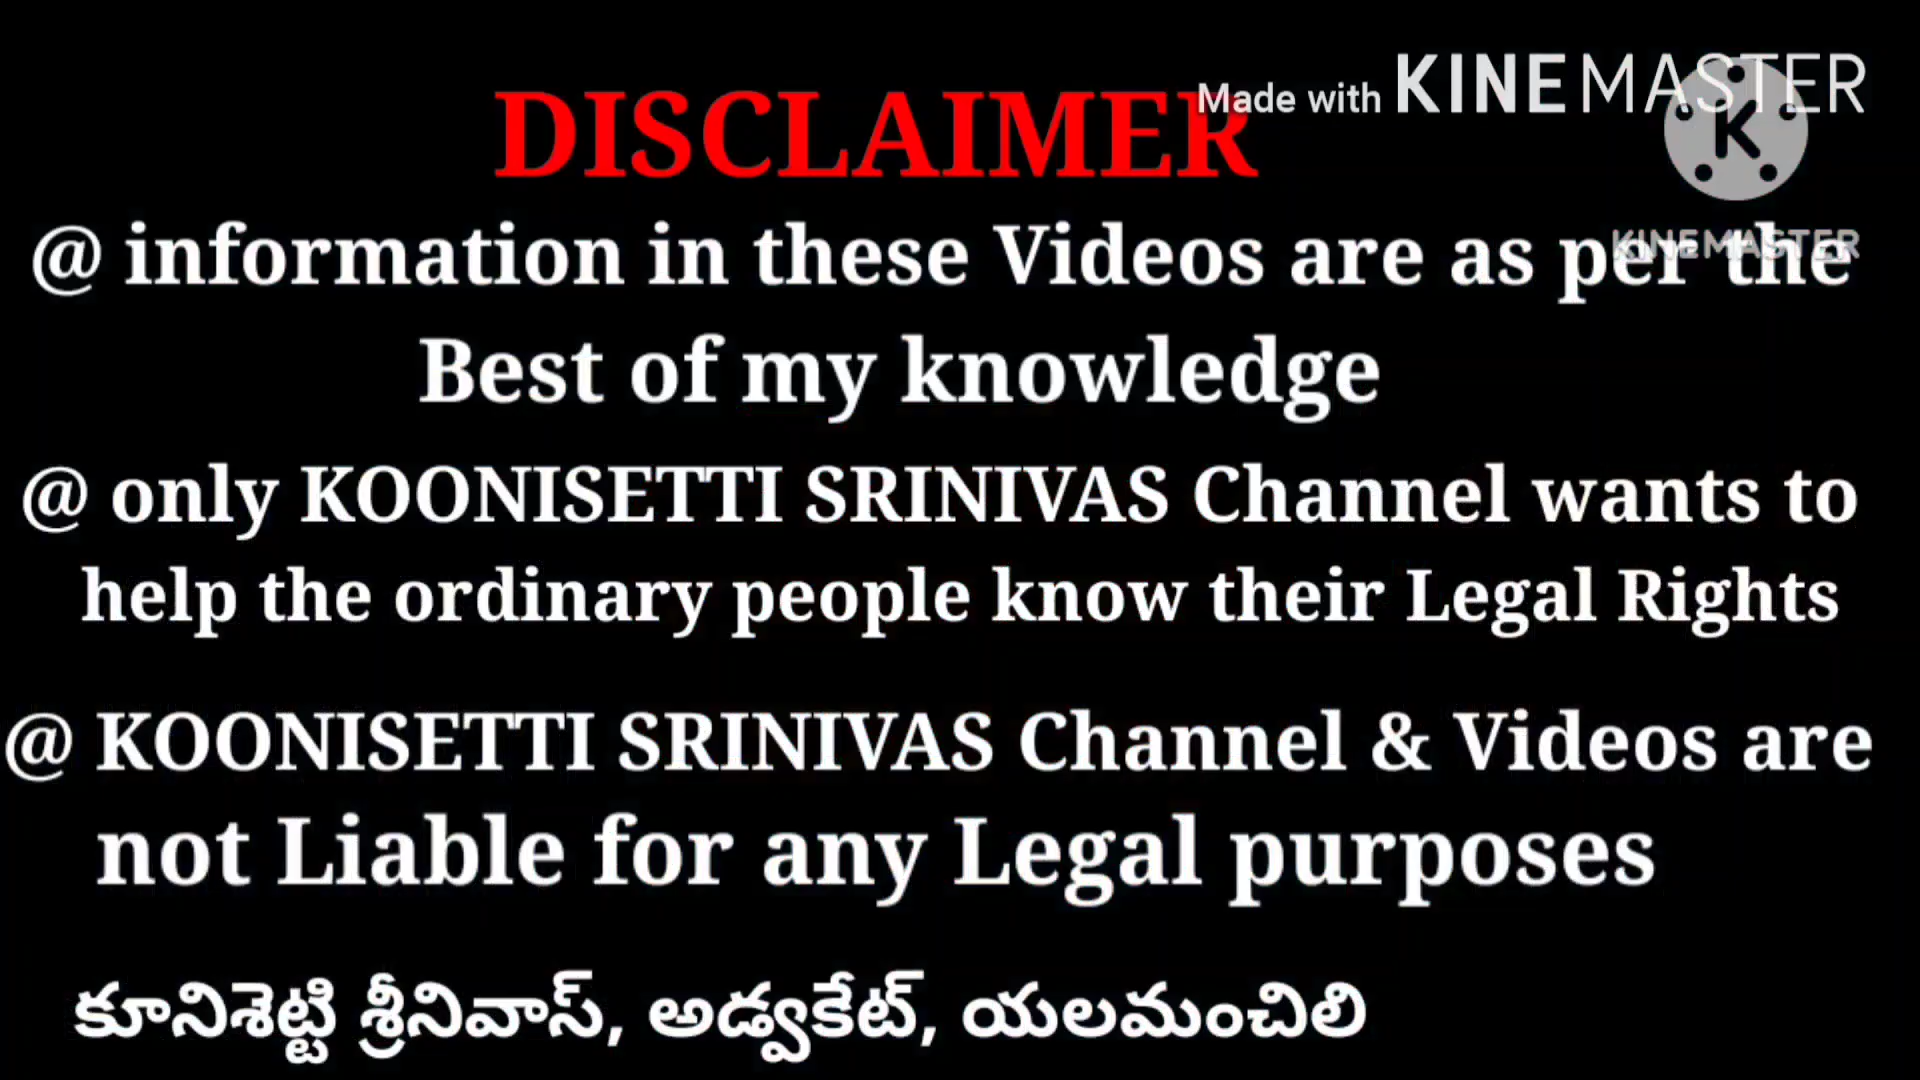 Made with KINEMASTER
DISCLAIMER
K
KINEMASTER
@ information in these Videos are as per the
Best of my knowledge
@ only KOONISETTI SRINIVAS Channel wants to
help the ordinary people know their Legal Rights
@ KOONISETTI SRINIVAS Channel & Videos are
not Liable for any Legal purposes
కూనిశెట్టి శ్రీనివాస్, అడ్వకేట్, యలమంచిలి